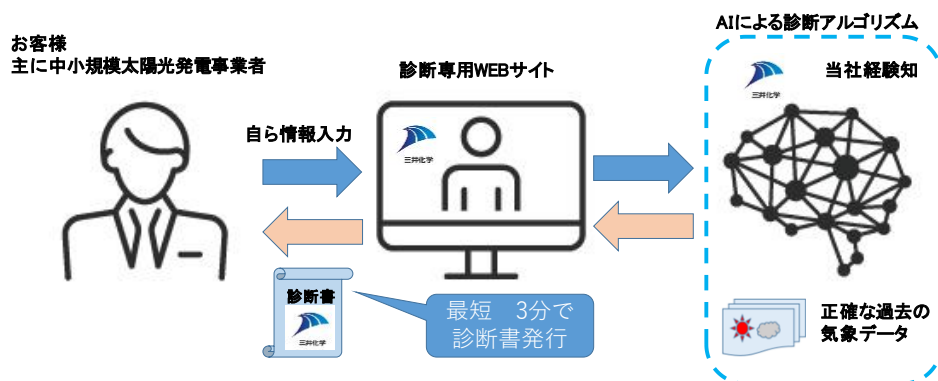 お客様
主に中小規模太陽光発電事業者
自ら情報入力
診断専用WEBサイト
三井化学
AIによる診断アルゴリズム
三井化学
当社経験知
診断書
三井化学
最短　3分で
診断書発行
正確な過去の
気象データ